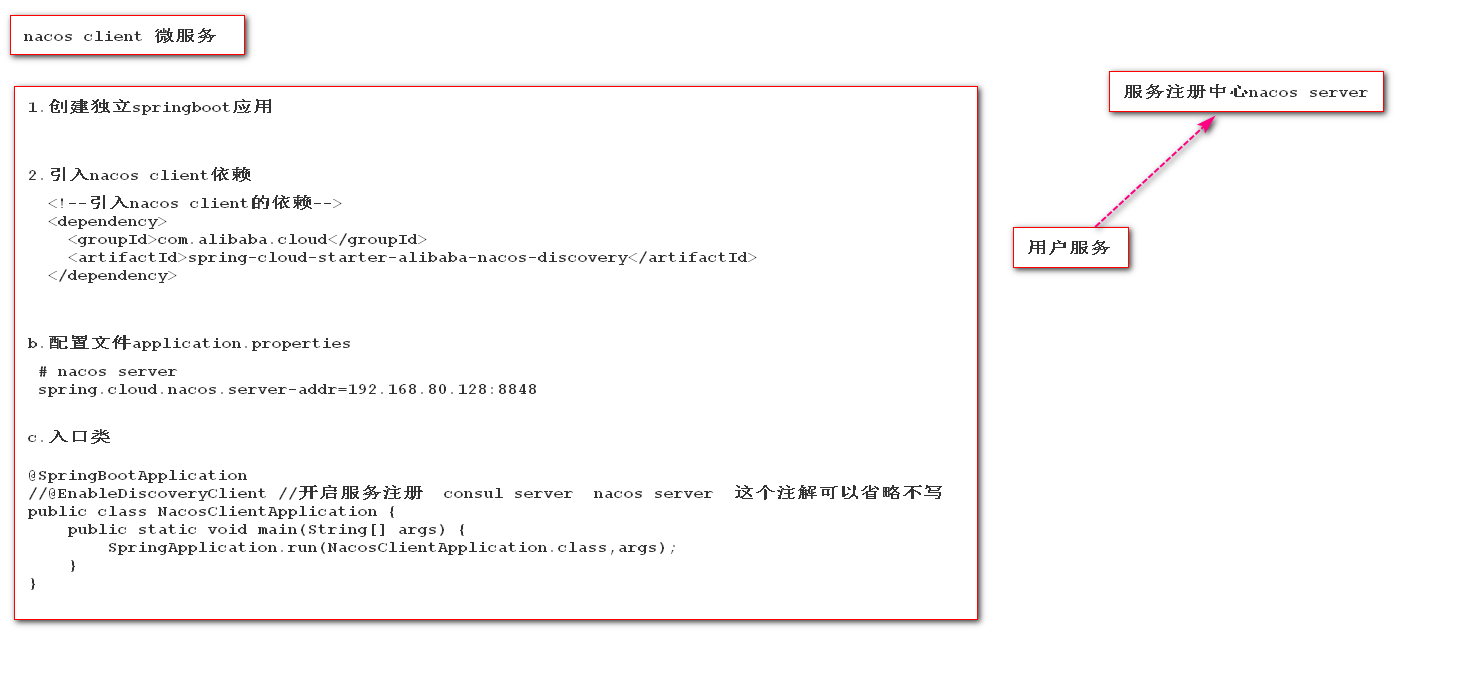 nacos client 微服务
1.创建独立springboot应用
2.引入nacos client依赖
<!--引入nacos client的依赖-->
<dependency>
  <groupId>com.alibaba.cloud</groupId>
  <artifactId>spring-cloud-starter-alibaba-nacos-discovery</artifactId>
</dependency>
b.配置文件application.properties
# nacos server
spring.cloud.nacos.server-addr=192.168.80.128:8848
c.入口类
@SpringBootApplication
//@EnableDiscoveryClient //开启服务注册  consul server  nacos server  这个注解可以省略不写
public class NacosClientApplication {
    public static void main(String[] args) {
        SpringApplication.run(NacosClientApplication.class,args);
    }
}
服务注册中心nacos server
用户服务